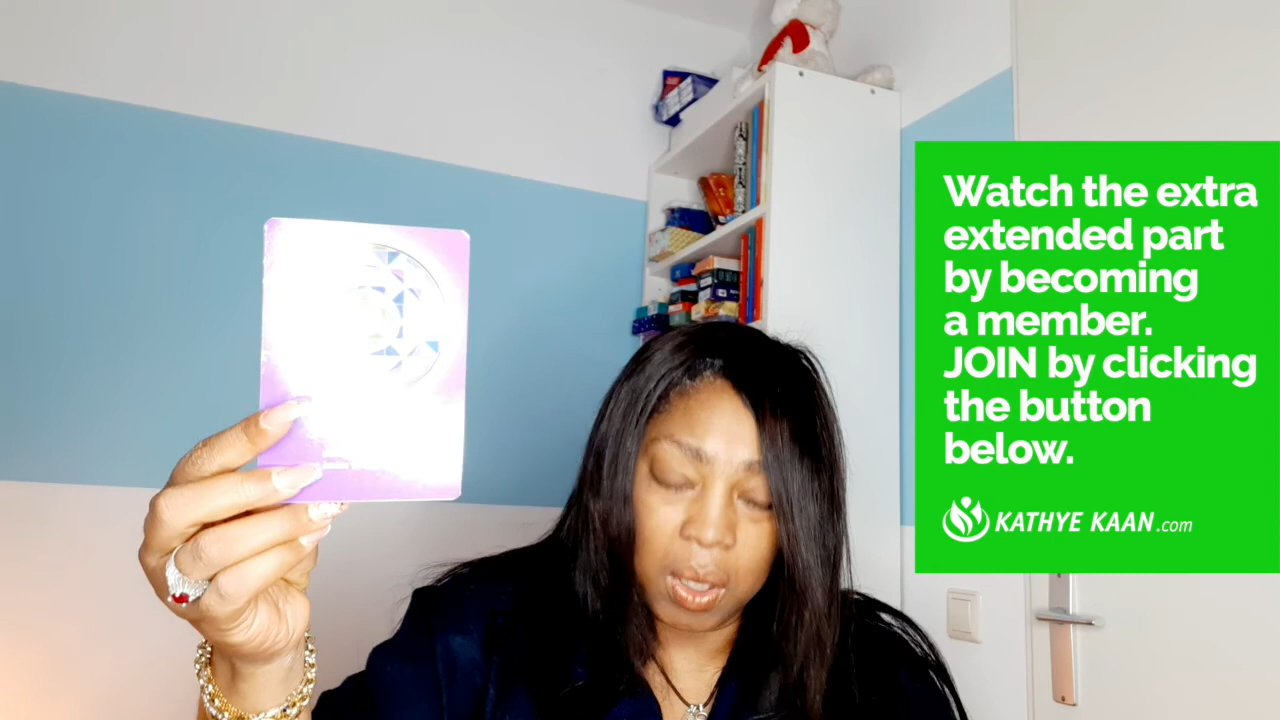 Watch the extra
extended part
by becoming
a member.
JOIN by clicking
the button
below.
KATHYE KAAN.com